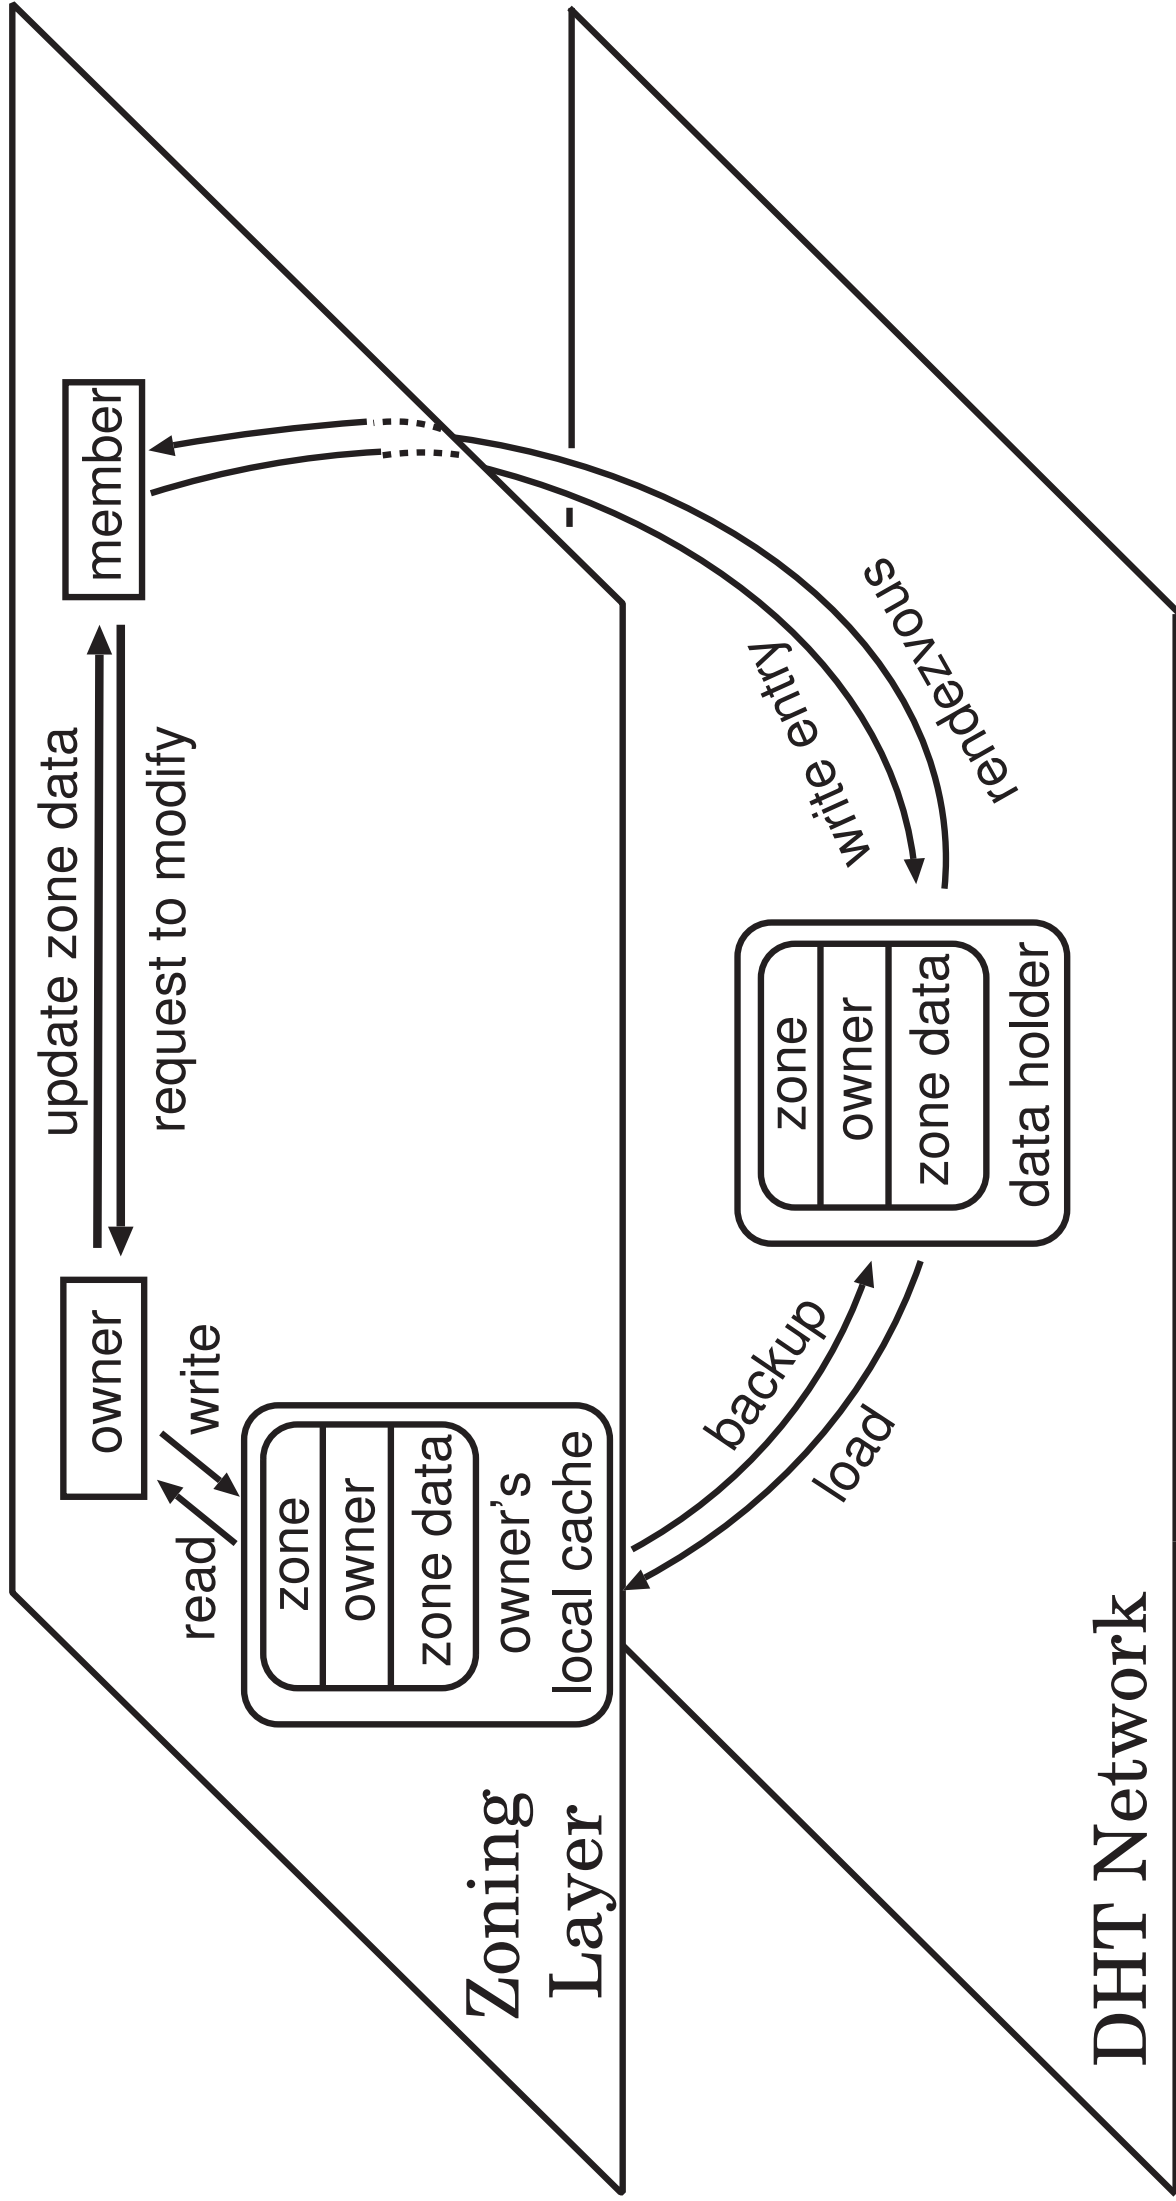 update zone data
owner
member
request to modify
read
write
zone
owner
zone data
owner's
local cache
Zoning
Layer
write entry
rendezvous
backup
load
zone
owner
zone data
data holder
DHT Network